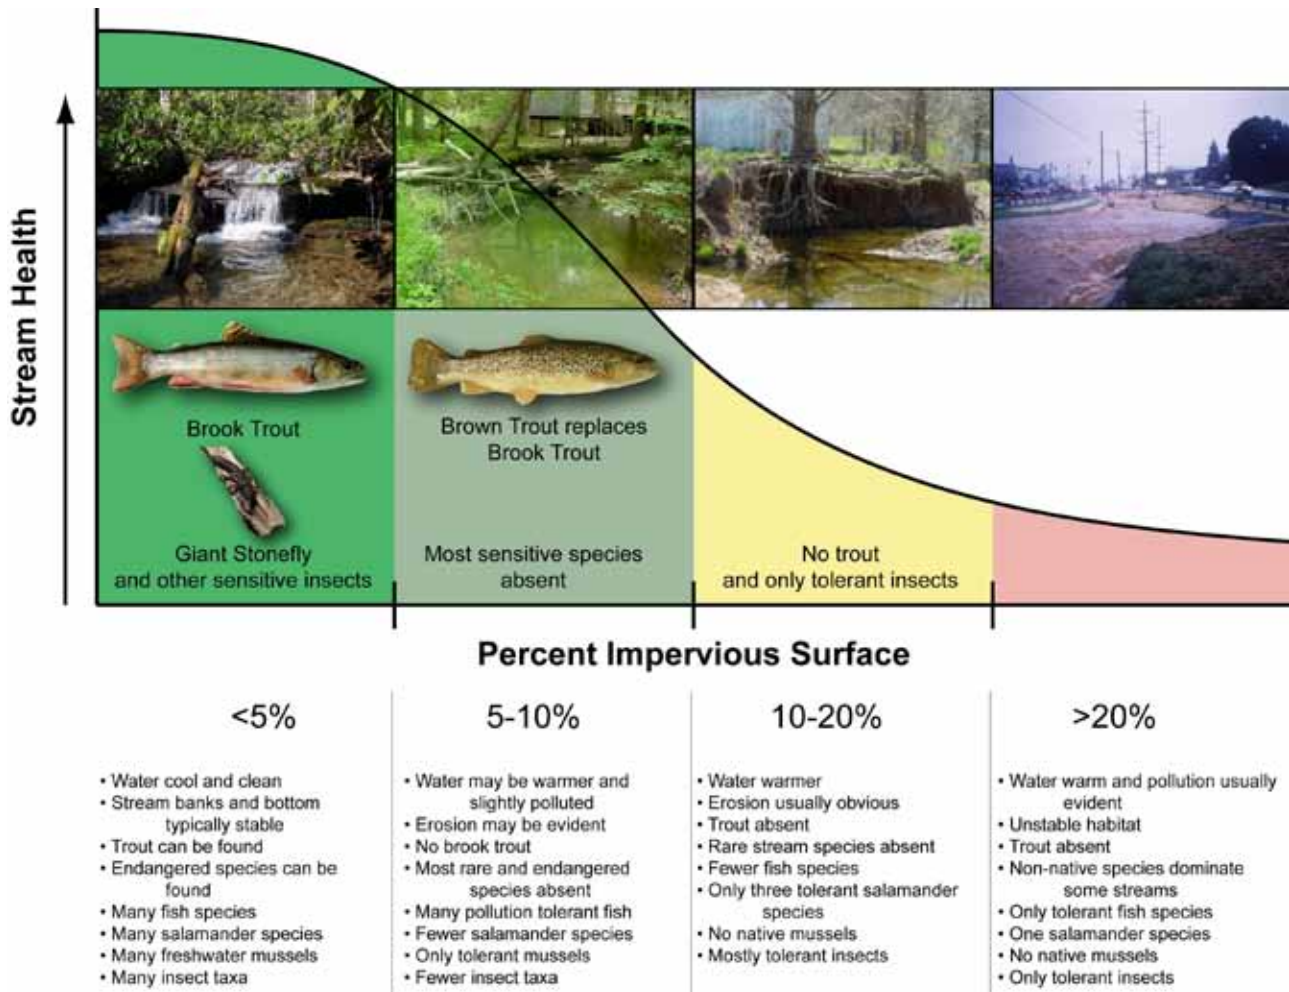 Stream Health
Brook Trout
Giant Stonefly
and other sensitive insects
Brown Trout replaces
Brook Trout
Most sensitive species
absent
No trout
and only tolerant insects
Percent Impervious Surface
<5%
• Water cool and clean
• Stream banks and bottom
typically stable
• Trout can be found
• Endangered species can be
found
• Many fish species
• Many salamander species
• Many freshwater mussels
• Many insect taxa
5-10%
• Water may be warmer and
slightly polluted
• Erosion may be evident
• No brook trout
• Most rare and endangered
species absent
• Many pollution tolerant fish
• Fewer salamander species
• Only tolerant mussels
• Fewer insect taxa
10-20%
• Water warmer
• Erosion usually obvious
• Trout absent
• Rare stream species absent
• Fewer fish species
• Only three tolerant salamander
species
• No native mussels
• Mostly tolerant insects
>20%
• Water warm and pollution usually
evident
• Unstable habitat
• Trout absent
• Non-native species dominate
some streams
• Only tolerant fish species
• One salamander species
• No native mussels
• Only tolerant insects